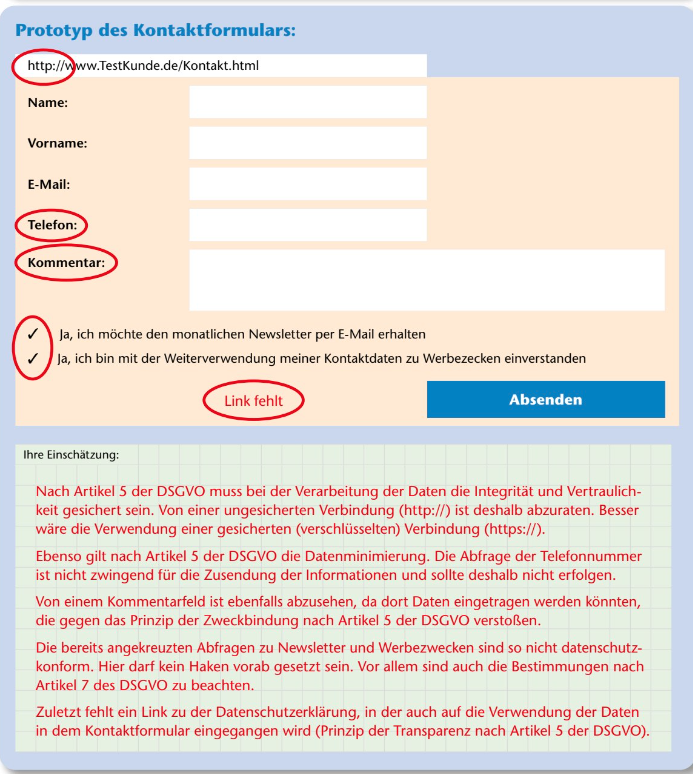 Prototyp des Kontaktformulars:
http://www.TestKunde.de/Kontakt.html
Name:
Vorname:
E-Mail:
Telefon:
Kommentar:
✓ Ja, ich möchte den monatlichen Newsletter per E-Mail erhalten
✓ Ja, ich bin mit der Weiterverwendung meiner Kontaktdaten zu Werbezecken einverstanden
Link fehlt
Absenden
Ihre Einschätzung:
Nach Artikel 5 der DSGVO muss bei der Verarbeitung der Daten die Integrität und Vertraulich-
keit gesichert sein. Von einer ungesicherten Verbindung (http://) ist deshalb abzuraten. Besser
wäre die Verwendung einer gesicherten (verschlüsselten) Verbindung (https://).
Ebenso gilt nach Artikel 5 der DSGVO die Datenminimierung. Die Abfrage der Telefonnummer
ist nicht zwingend für die Zusendung der Informationen und sollte deshalb nicht erfolgen.
Von einem Kommentarfeld ist ebenfalls abzusehen, da dort Daten eingetragen werden könnten,
die gegen das Prinzip der Zweckbindung nach Artikel 5 der DSGVO verstoßen.
Die bereits angekreuzten Abfragen zu Newsletter und Werbezwecken sind so nicht datenschutz-
konform. Hier darf kein Haken vorab gesetzt sein. Vor allem sind auch die Bestimmungen nach
Artikel 7 des DSGVO zu beachten.
Zuletzt fehlt ein Link zu der Datenschutzerklärung, in der auch auf die Verwendung der Daten
in dem Kontaktformular eingegangen wird (Prinzip der Transparenz nach Artikel 5 der DSGVO).